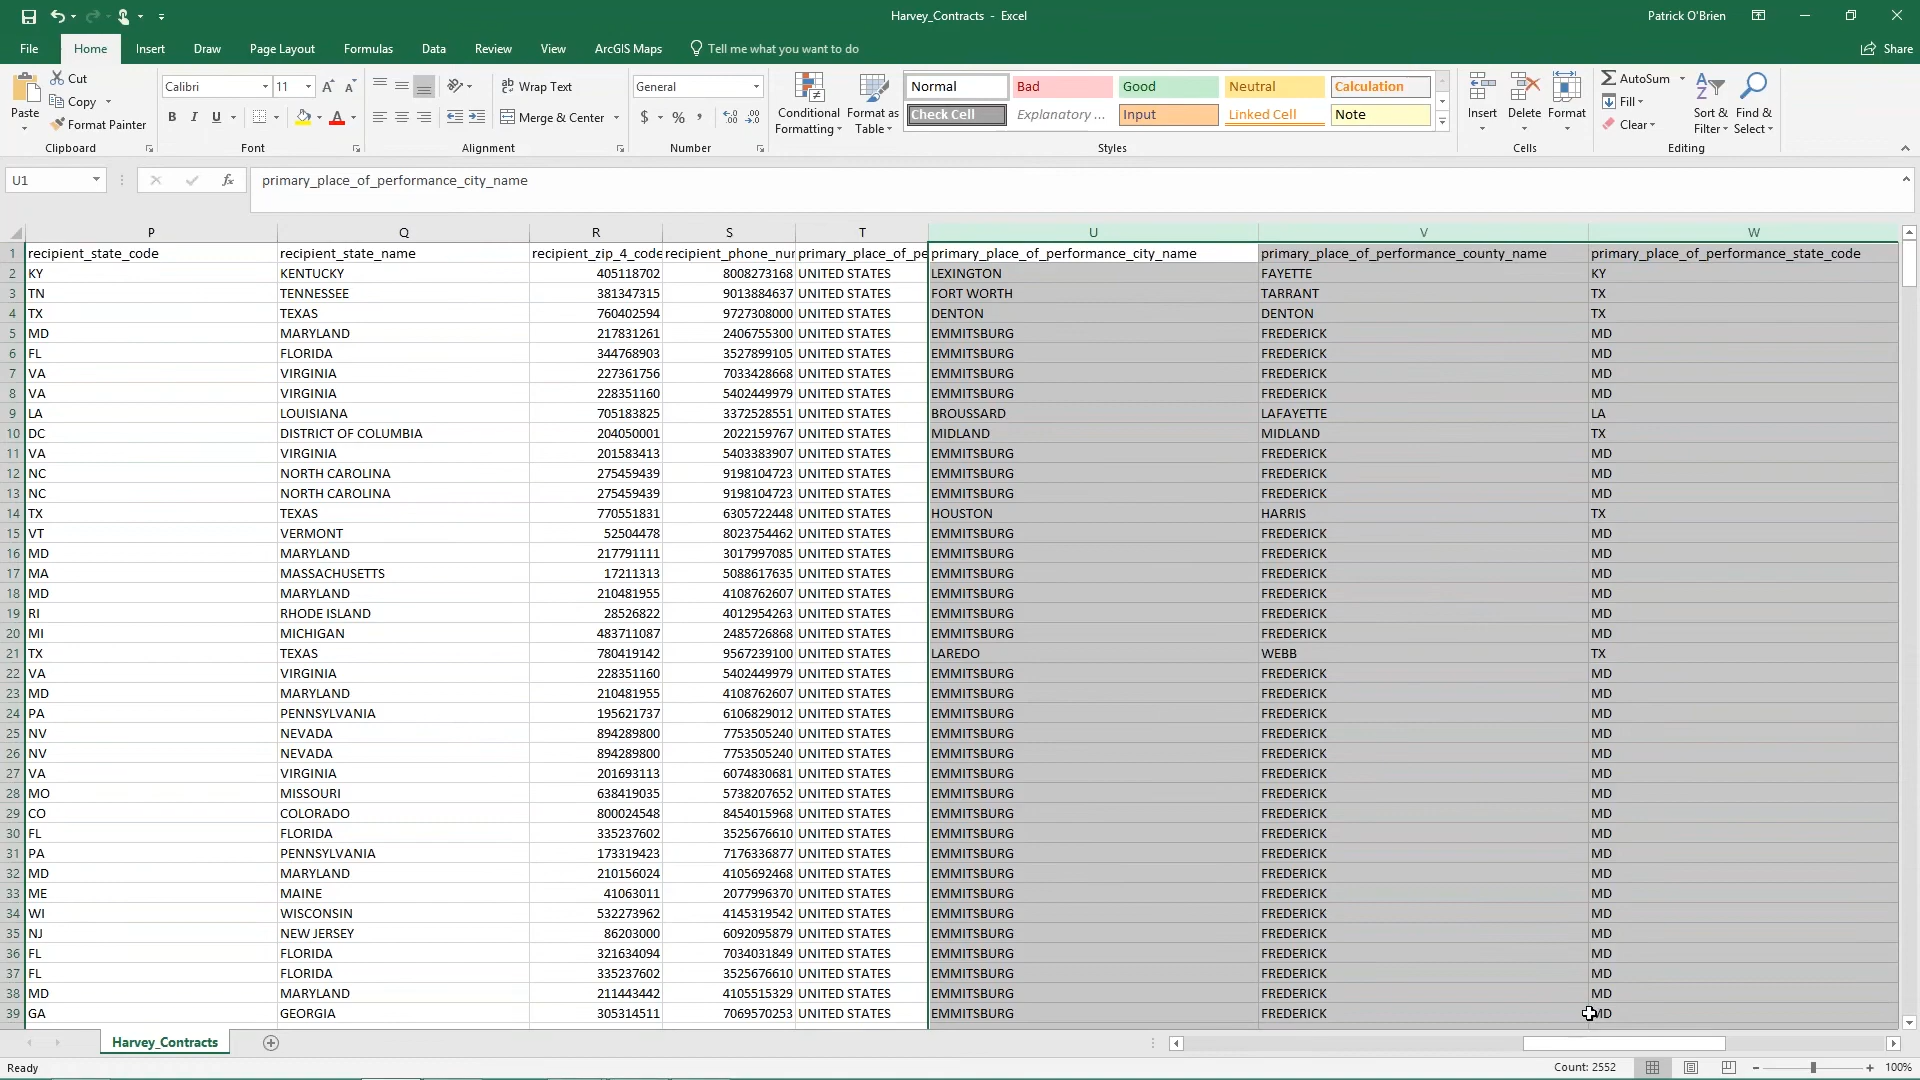 Harvey_Contracts - Excel
Patrick O'Brien
File Home Insert Draw Page Layout Formulas Data Review View ArcGIS Maps Tell me what you want to do Share
Cut
Copy
Format Painter
Paste
Clipboard
Calibri 11
B I U
Font
Wrap Text
Merge & Center
Alignment
General
$ % ,
Number
Conditional Formatting
Format as Table
Normal Bad Good Neutral Calculation
Check Cell Explanatory ... Input Linked Cell Note
Styles
Insert Delete Format
Cells
AutoSum
Fill
Clear
Sort & Filter
Find & Select
Editing
U1 fx primary_place_of_performance_city_name
P Q R S T U V W
1 recipient_state_code recipient_state_name recipient_zip_4_code recipient_phone_nur primary_place_of_pe primary_place_of_performance_city_name primary_place_of_performance_county_name primary_place_of_performance_state_code
2 KY KENTUCKY 405118702 8008273168 UNITED STATES LEXINGTON FAYETTE KY
3 TN TENNESSEE 381347315 9013884637 UNITED STATES FORT WORTH TARRANT TX
4 TX TEXAS 760402594 9727308000 UNITED STATES DENTON DENTON TX
5 MD MARYLAND 217831261 2406755300 UNITED STATES EMMITSBURG FREDERICK MD
6 FL FLORIDA 344768903 3527899105 UNITED STATES EMMITSBURG FREDERICK MD
7 VA VIRGINIA 227361756 7033428668 UNITED STATES EMMITSBURG FREDERICK MD
8 VA VIRGINIA 228351160 5402449979 UNITED STATES EMMITSBURG FREDERICK MD
9 LA LOUISIANA 705183825 3372528551 UNITED STATES BROUSSARD LAFAYETTE LA
10 DC DISTRICT OF COLUMBIA 204050001 2022159767 UNITED STATES MIDLAND MIDLAND TX
11 VA VIRGINIA 201583413 5403383907 UNITED STATES EMMITSBURG FREDERICK MD
12 NC NORTH CAROLINA 275459439 9198104723 UNITED STATES EMMITSBURG FREDERICK MD
13 NC NORTH CAROLINA 275459439 9198104723 UNITED STATES EMMITSBURG FREDERICK MD
14 TX TEXAS 770551831 6305722448 UNITED STATES HOUSTON HARRIS TX
15 VT VERMONT 52504478 8023754462 UNITED STATES EMMITSBURG FREDERICK MD
16 MD MARYLAND 217791111 3017997085 UNITED STATES EMMITSBURG FREDERICK MD
17 MA MASSACHUSETTS 17211313 5088617635 UNITED STATES EMMITSBURG FREDERICK MD
18 MD MARYLAND 210481955 4108762607 UNITED STATES EMMITSBURG FREDERICK MD
19 RI RHODE ISLAND 28526822 4012954263 UNITED STATES EMMITSBURG FREDERICK MD
20 MI MICHIGAN 483711087 2485726868 UNITED STATES EMMITSBURG FREDERICK MD
21 TX TEXAS 780419142 9567239100 UNITED STATES LAREDO WEBB TX
22 VA VIRGINIA 228351160 5402449979 UNITED STATES EMMITSBURG FREDERICK MD
23 MD MARYLAND 210481955 4108762607 UNITED STATES EMMITSBURG FREDERICK MD
24 PA PENNSYLVANIA 195621737 6106829012 UNITED STATES EMMITSBURG FREDERICK MD
25 NV NEVADA 894289800 7753505240 UNITED STATES EMMITSBURG FREDERICK MD
26 NV NEVADA 894289800 7753505240 UNITED STATES EMMITSBURG FREDERICK MD
27 VA VIRGINIA 201693113 6074830681 UNITED STATES EMMITSBURG FREDERICK MD
28 MO MISSOURI 638419035 5738207652 UNITED STATES EMMITSBURG FREDERICK MD
29 CO COLORADO 800024548 8454015968 UNITED STATES EMMITSBURG FREDERICK MD
30 FL FLORIDA 335237602 3525676610 UNITED STATES EMMITSBURG FREDERICK MD
31 PA PENNSYLVANIA 173319423 7176336877 UNITED STATES EMMITSBURG FREDERICK MD
32 MD MARYLAND 210156024 4105692468 UNITED STATES EMMITSBURG FREDERICK MD
33 ME MAINE 41063011 2077996370 UNITED STATES EMMITSBURG FREDERICK MD
34 WI WISCONSIN 532273962 4145319542 UNITED STATES EMMITSBURG FREDERICK MD
35 NJ NEW JERSEY 86203000 6092095879 UNITED STATES EMMITSBURG FREDERICK MD
36 FL FLORIDA 321634094 7034031849 UNITED STATES EMMITSBURG FREDERICK MD
37 FL FLORIDA 335237602 3525676610 UNITED STATES EMMITSBURG FREDERICK MD
38 MD MARYLAND 211443442 4105515329 UNITED STATES EMMITSBURG FREDERICK MD
39 GA GEORGIA 305314511 7069570253 UNITED STATES EMMITSBURG FREDERICK MD
Harvey_Contracts
Ready Count: 2552 100%